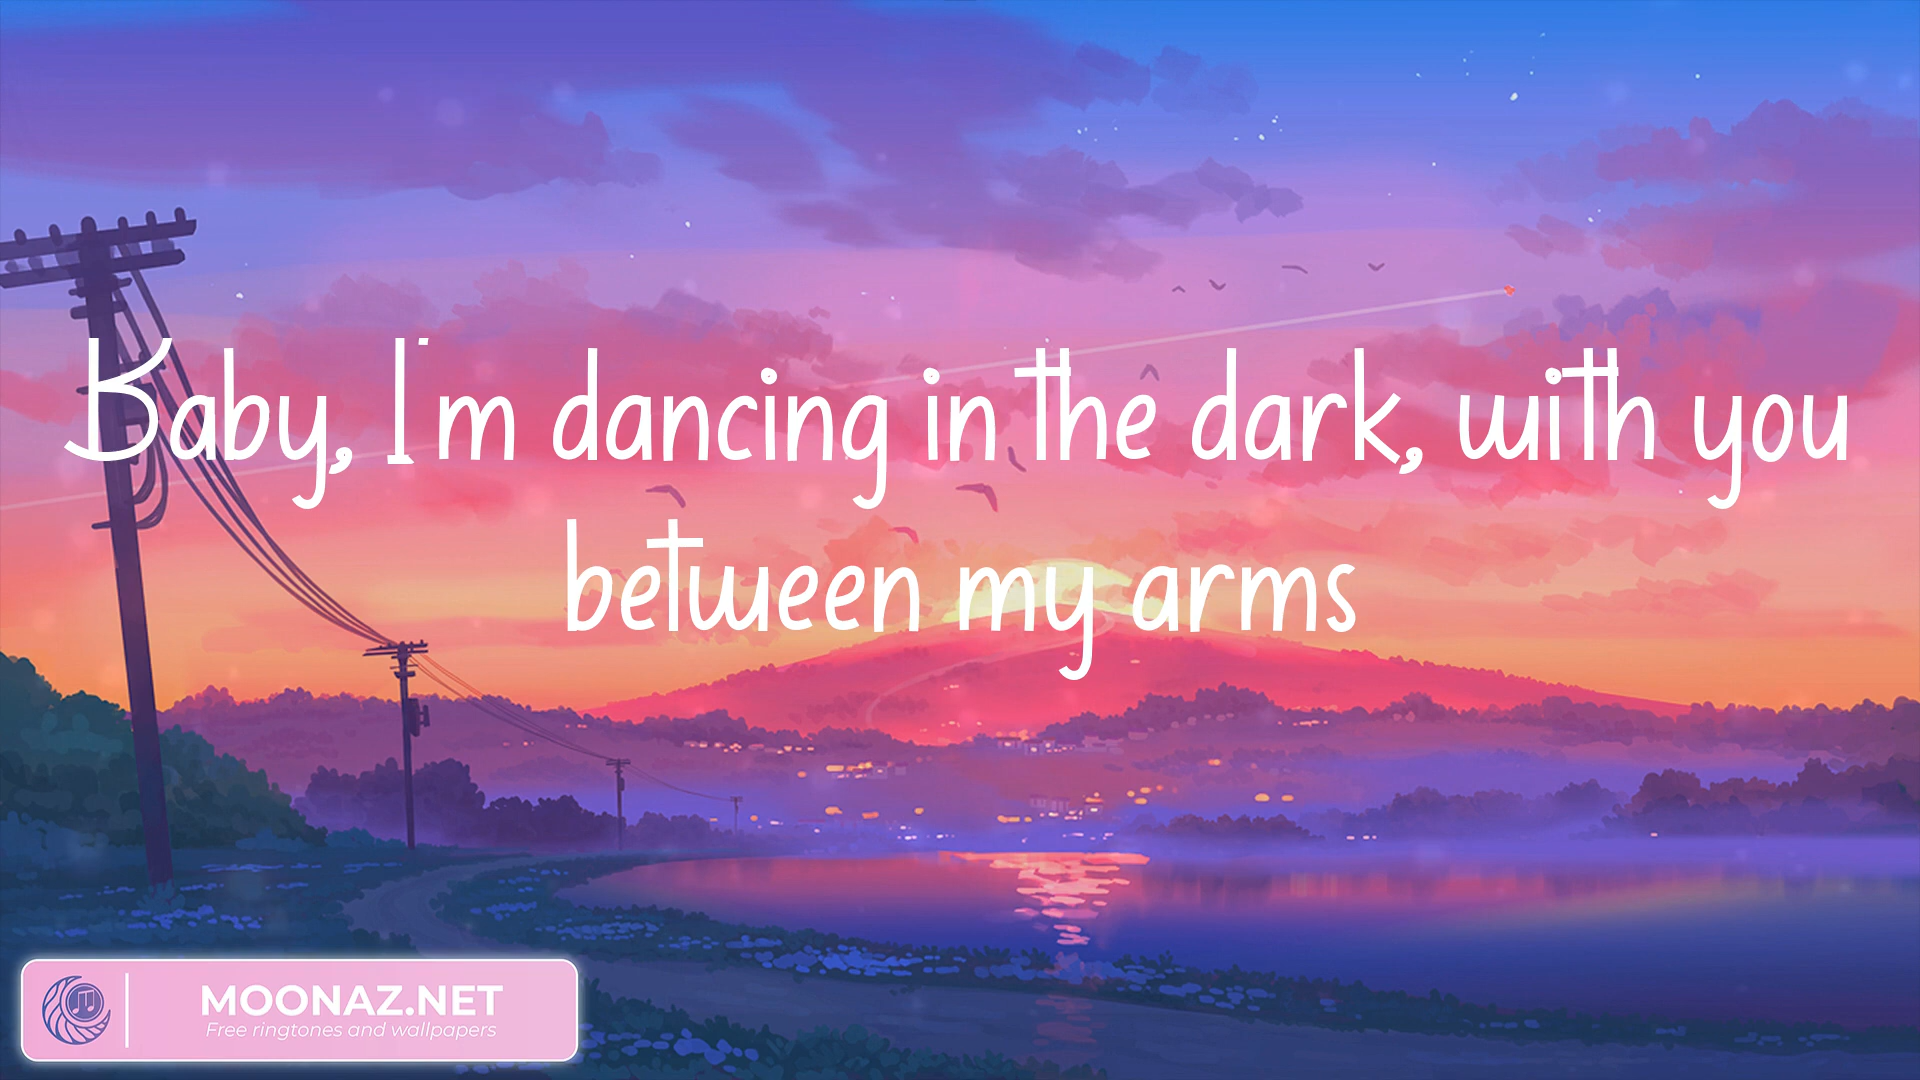 Baby, I'm dancing in the dark, with you
between my arms
MOONAZ.NET
Free ringtones and wallpapers